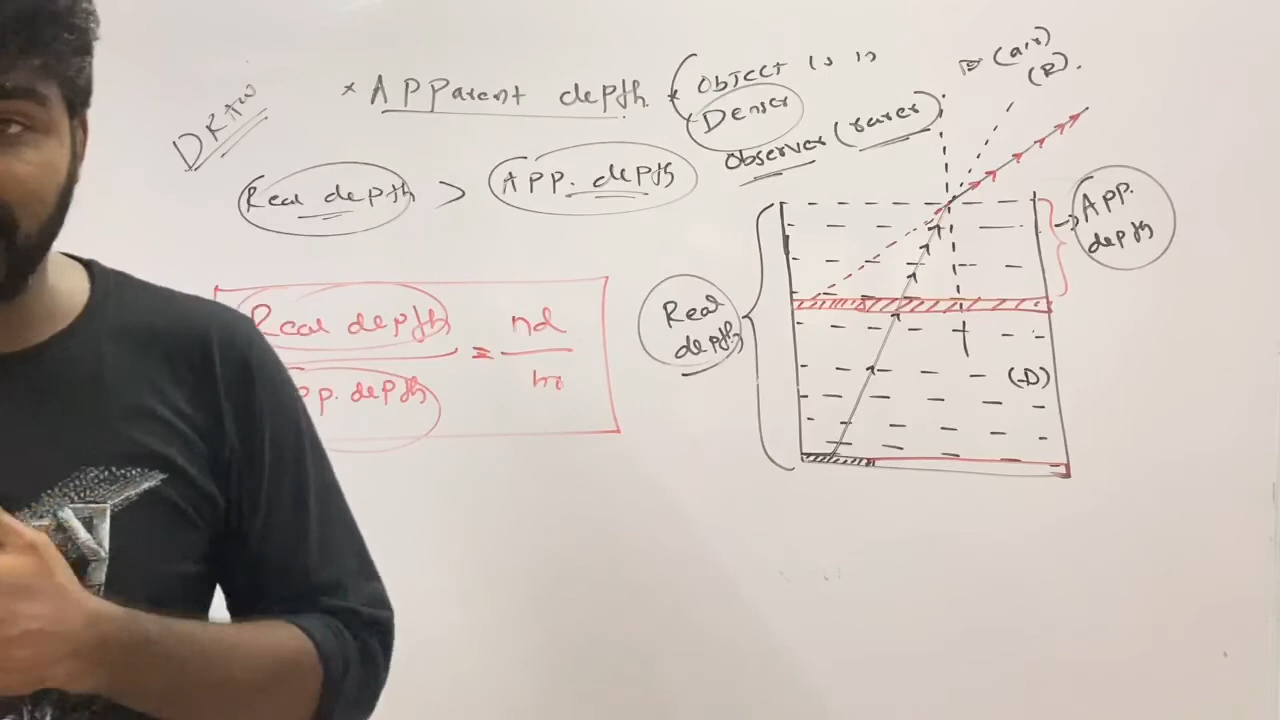 DRAW
* APParent depth * (OBJECT is in
Denser
Observer (rarer)
(air)
(R).
Real depth > APP. depth
Real depth
pp. depth
= nd
Real
depth
APP.
depth
(D)